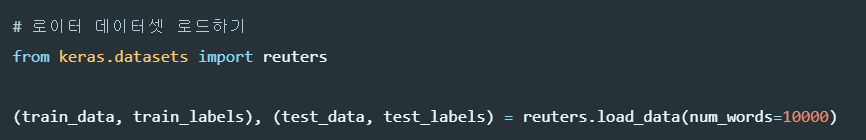 # 로이터 데이터셋 로드하기
from keras.datasets import reuters
(train_data, train_labels), (test_data, test_labels) = reuters.load_data(num_words=10000)